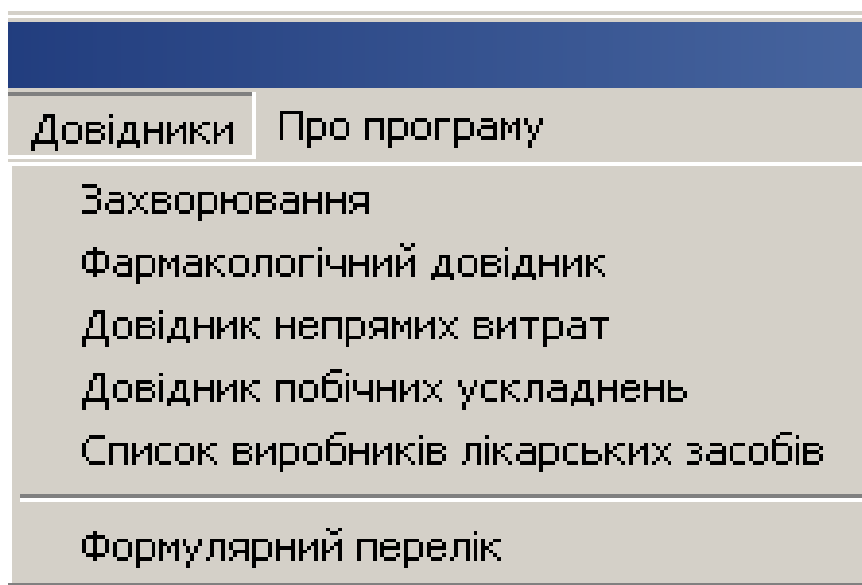 Довідники Про програму
Захворювання
Фармакологічний довідник
Довідник непрямих витрат
Довідник побічних ускладнень
Список виробників лікарських засобів
Формулярний перелік